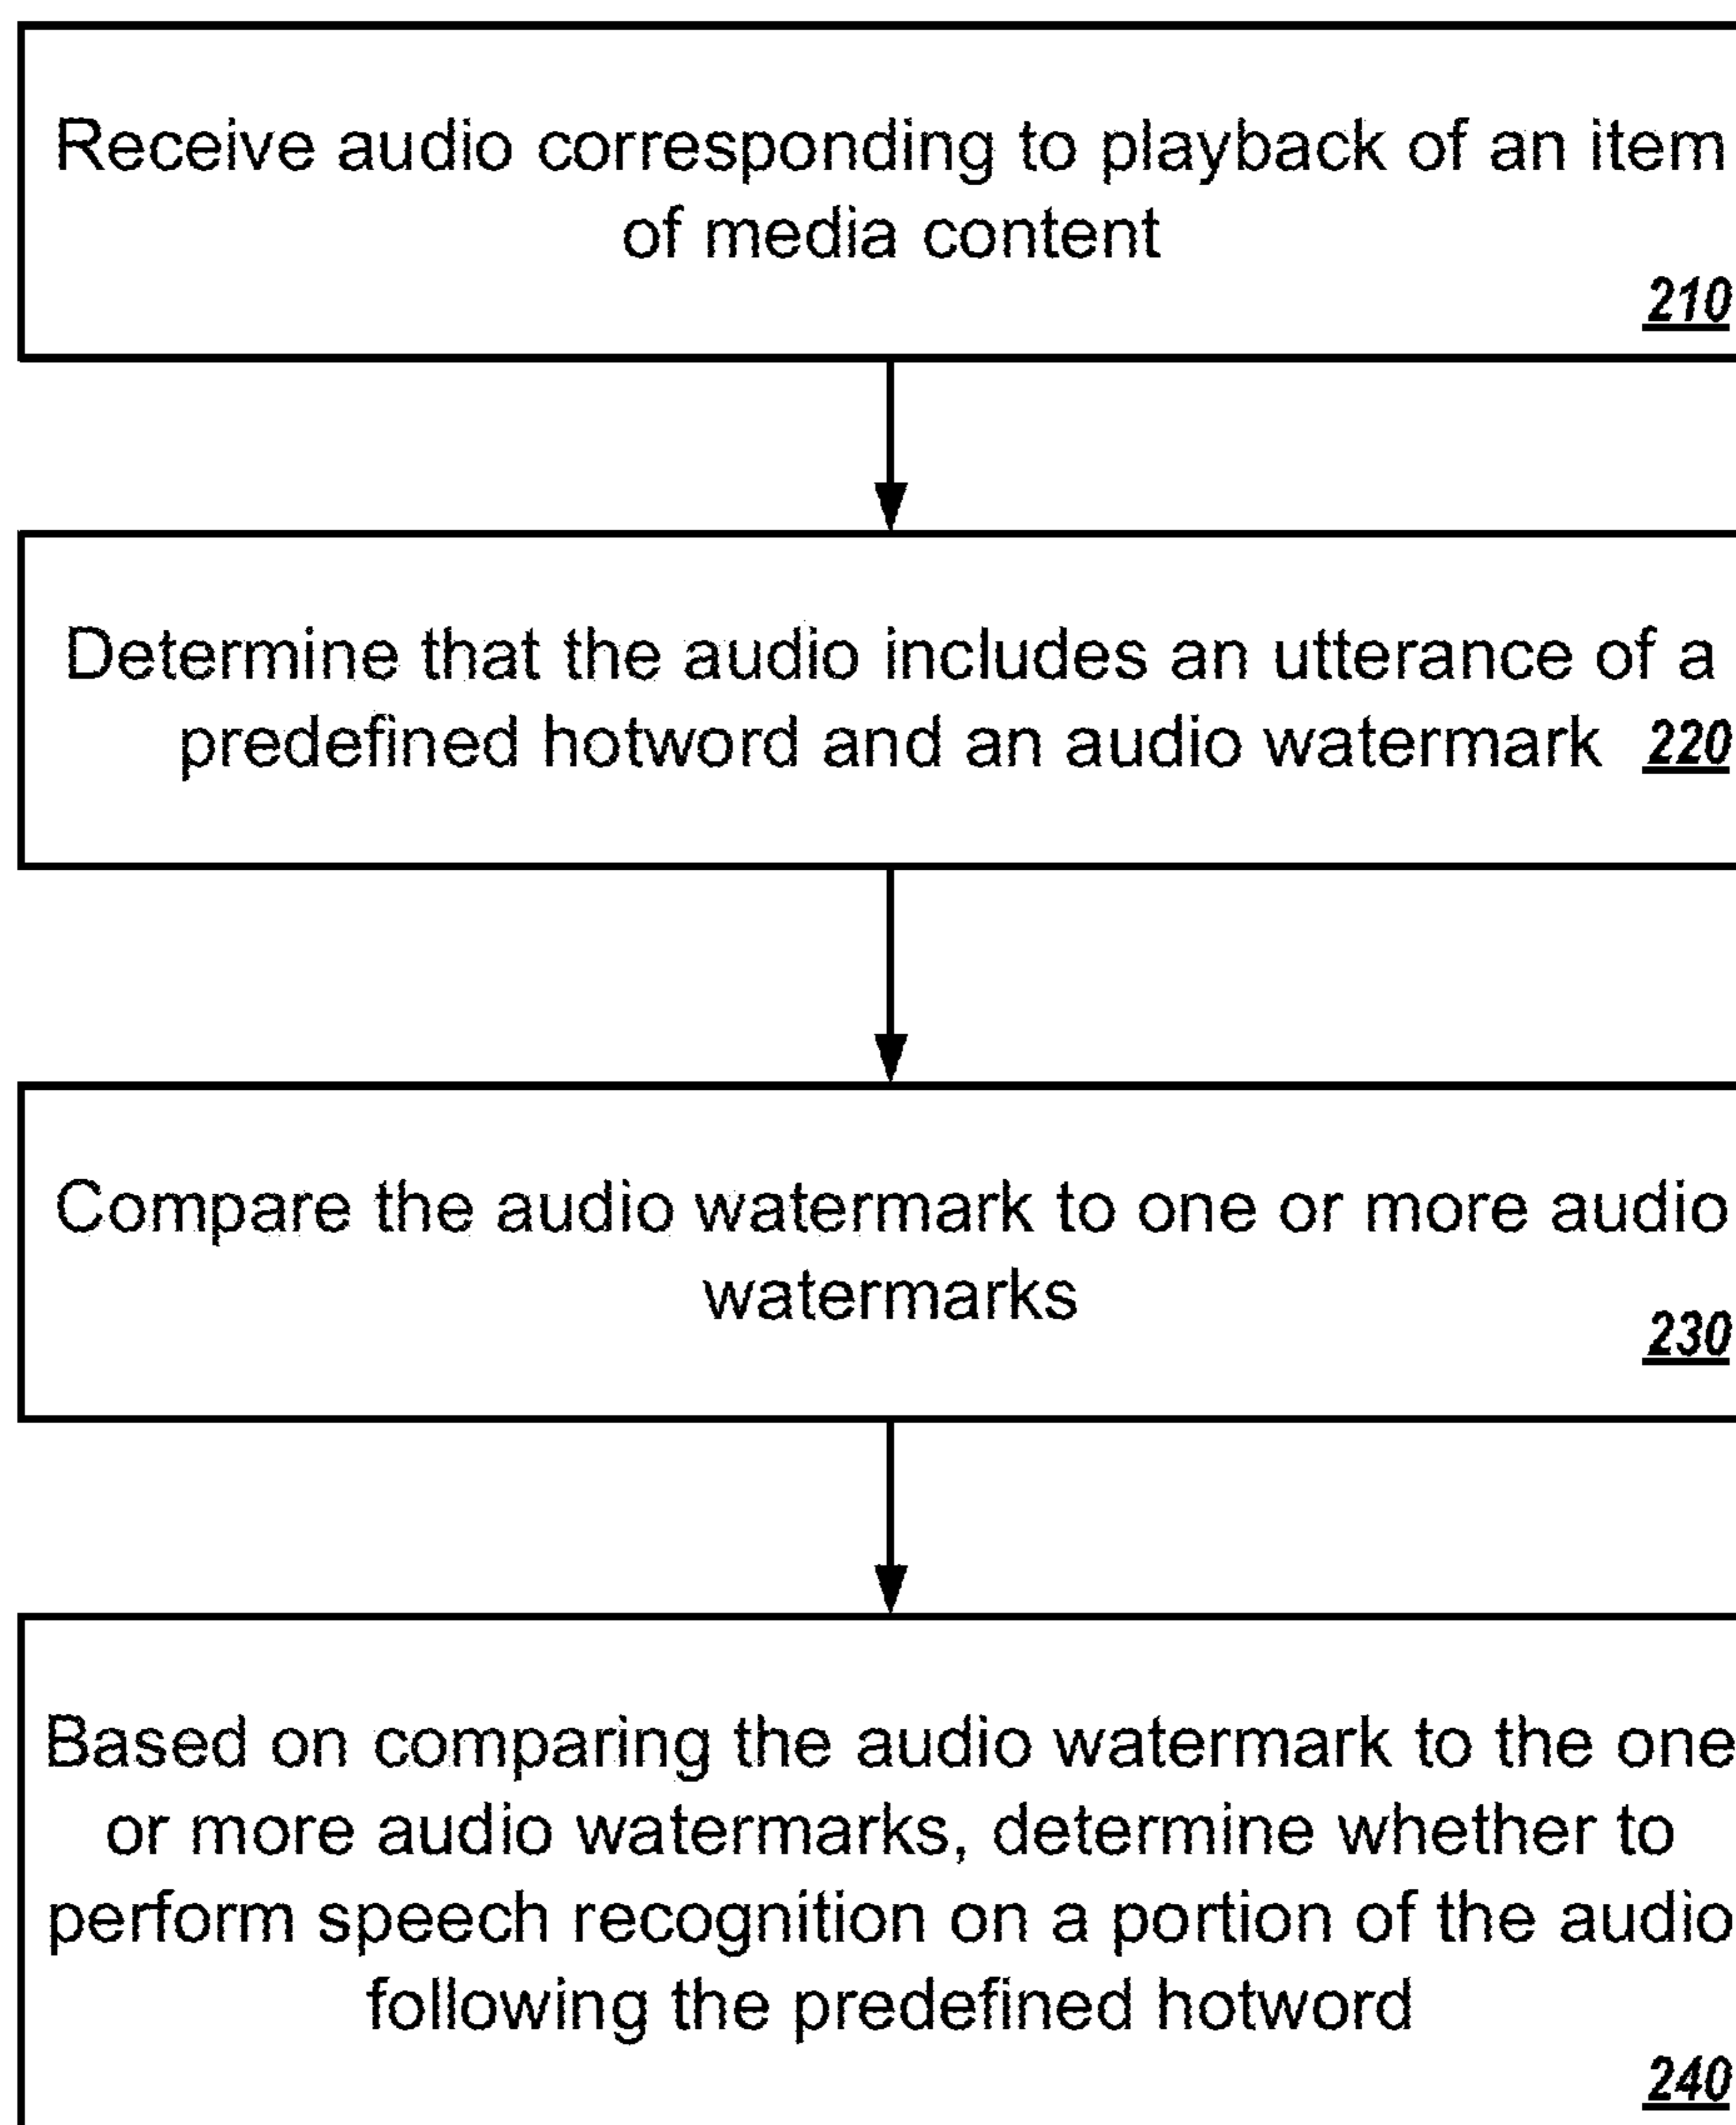 Receive audio corresponding to playback of an item
of media content
210
Determine that the audio includes an utterance of a
predefined hotword and an audio watermark 220
Compare the audio watermark to one or more audio
watermarks
230
Based on comparing the audio watermark to the one
or more audio watermarks, determine whether to
perform speech recognition on a portion of the audio
following the predefined hotword
240